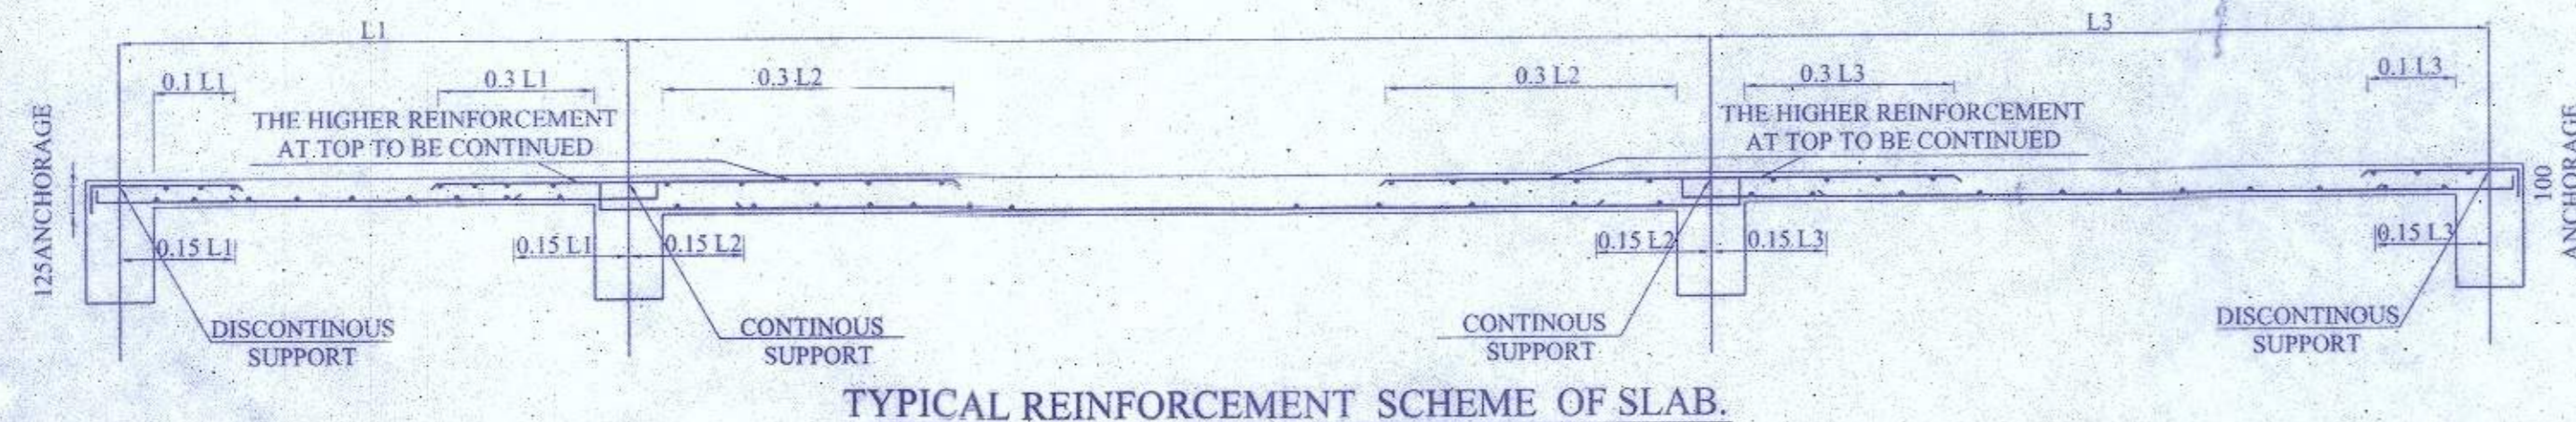 L1
L3
0.1 L1
0.3 L1
0.3 L2
0.3 L2
0.3 L3
0.1 L3
THE HIGHER REINFORCEMENT
AT TOP TO BE CONTINUED
THE HIGHER REINFORCEMENT
AT TOP TO BE CONTINUED
125 ANCHORAGE
100
ANCHORAGE
0.15 L1
0.15 L1
0.15 L2
0.15 L2
0.15 L3
0.15 L3
DISCONTINOUS
SUPPORT
CONTINOUS
SUPPORT
CONTINOUS
SUPPORT
DISCONTINOUS
SUPPORT
TYPICAL REINFORCEMENT SCHEME OF SLAB.